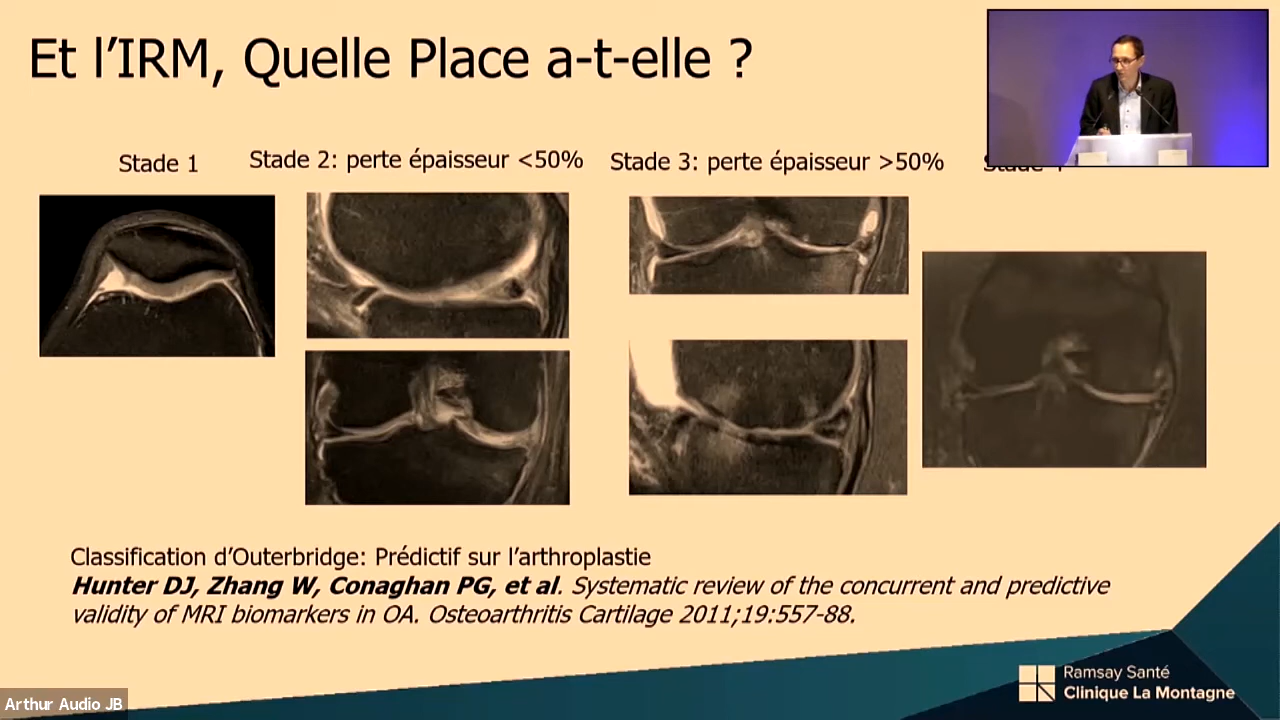 Et l’IRM, Quelle Place a-t-elle ?
Stade 1
Stade 2: perte épaisseur <50%
Stade 3: perte épaisseur >50%
Classification d’Outerbridge: Prédictif sur l’arthroplastie
Hunter DJ, Zhang W, Conaghan PG, et al. Systematic review of the concurrent and predictive
validity of MRI biomarkers in OA. Osteoarthritis Cartilage 2011;19:557-88.
Ramsay Santé
Clinique La Montagne
Arthur Audio JB